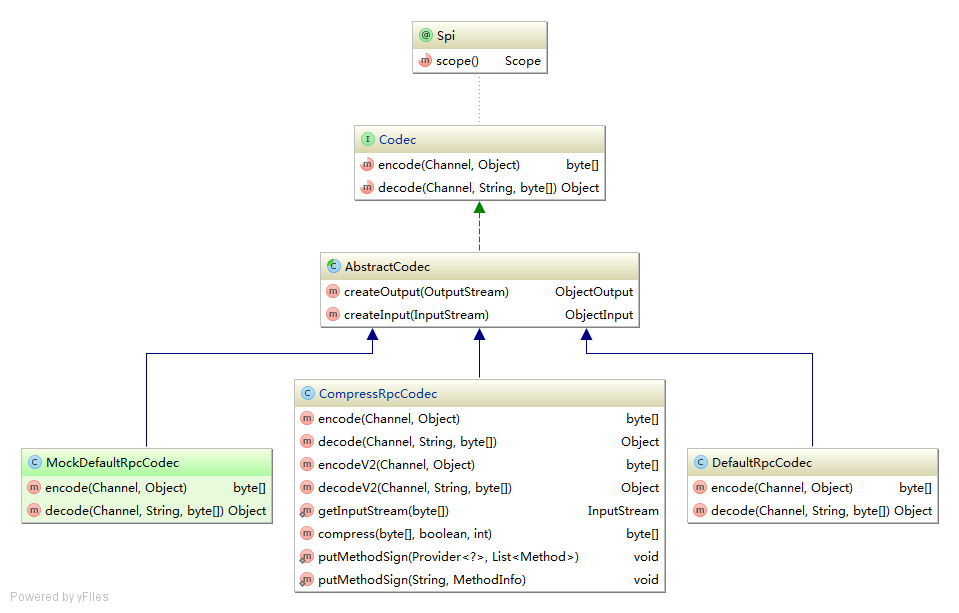 Spi
scope() Scope
Codec
encode(Channel, Object) byte[]
decode(Channel, String, byte[]) Object
AbstractCodec
createOutput(OutputStream) ObjectOutput
createInput(InputStream) ObjectInput
CompressRpcCodec
encode(Channel, Object) byte[]
decode(Channel, String, byte[]) Object
encodeV2(Channel, Object) byte[]
decodeV2(Channel, String, byte[]) Object
getInputStream(byte[]) InputStream
compress(byte[], boolean, int) byte[]
putMethodSign(Provider<?>, List<Method>) void
putMethodSign(String, MethodInfo) void
MockDefaultRpcCodec
encode(Channel, Object) byte[]
decode(Channel, String, byte[]) Object
DefaultRpcCodec
encode(Channel, Object) byte[]
decode(Channel, String, byte[]) Object
Powered by yFiles